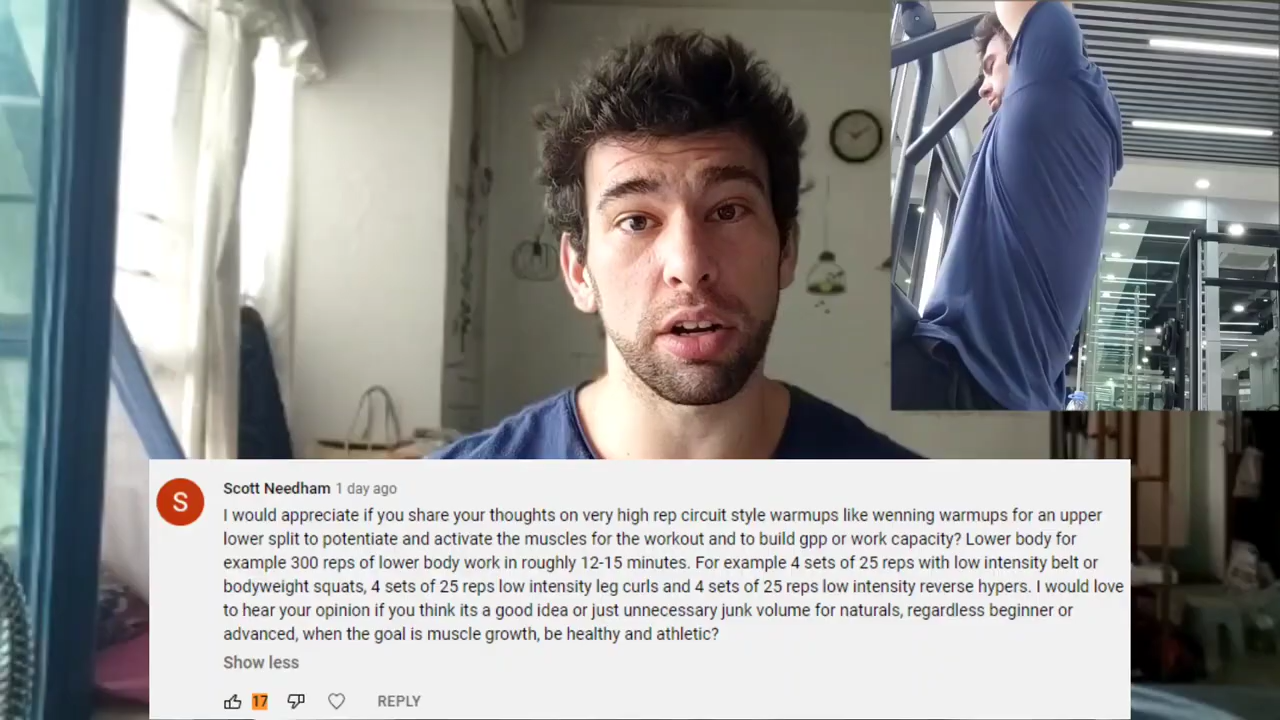 S
Scott Needham 1 day ago
I would appreciate if you share your thoughts on very high rep circuit style warmups like wenning warmups for an upper
lower split to potentiate and activate the muscles for the workout and to build gpp or work capacity? Lower body for
example 300 reps of lower body work in roughly 12-15 minutes. For example 4 sets of 25 reps with low intensity belt or
bodyweight squats, 4 sets of 25 reps low intensity leg curls and 4 sets of 25 reps low intensity reverse hypers. I would love
to hear your opinion if you think its a good idea or just unnecessary junk volume for naturals, regardless beginner or
advanced, when the goal is muscle growth, be healthy and athletic?
Show less
17 REPLY